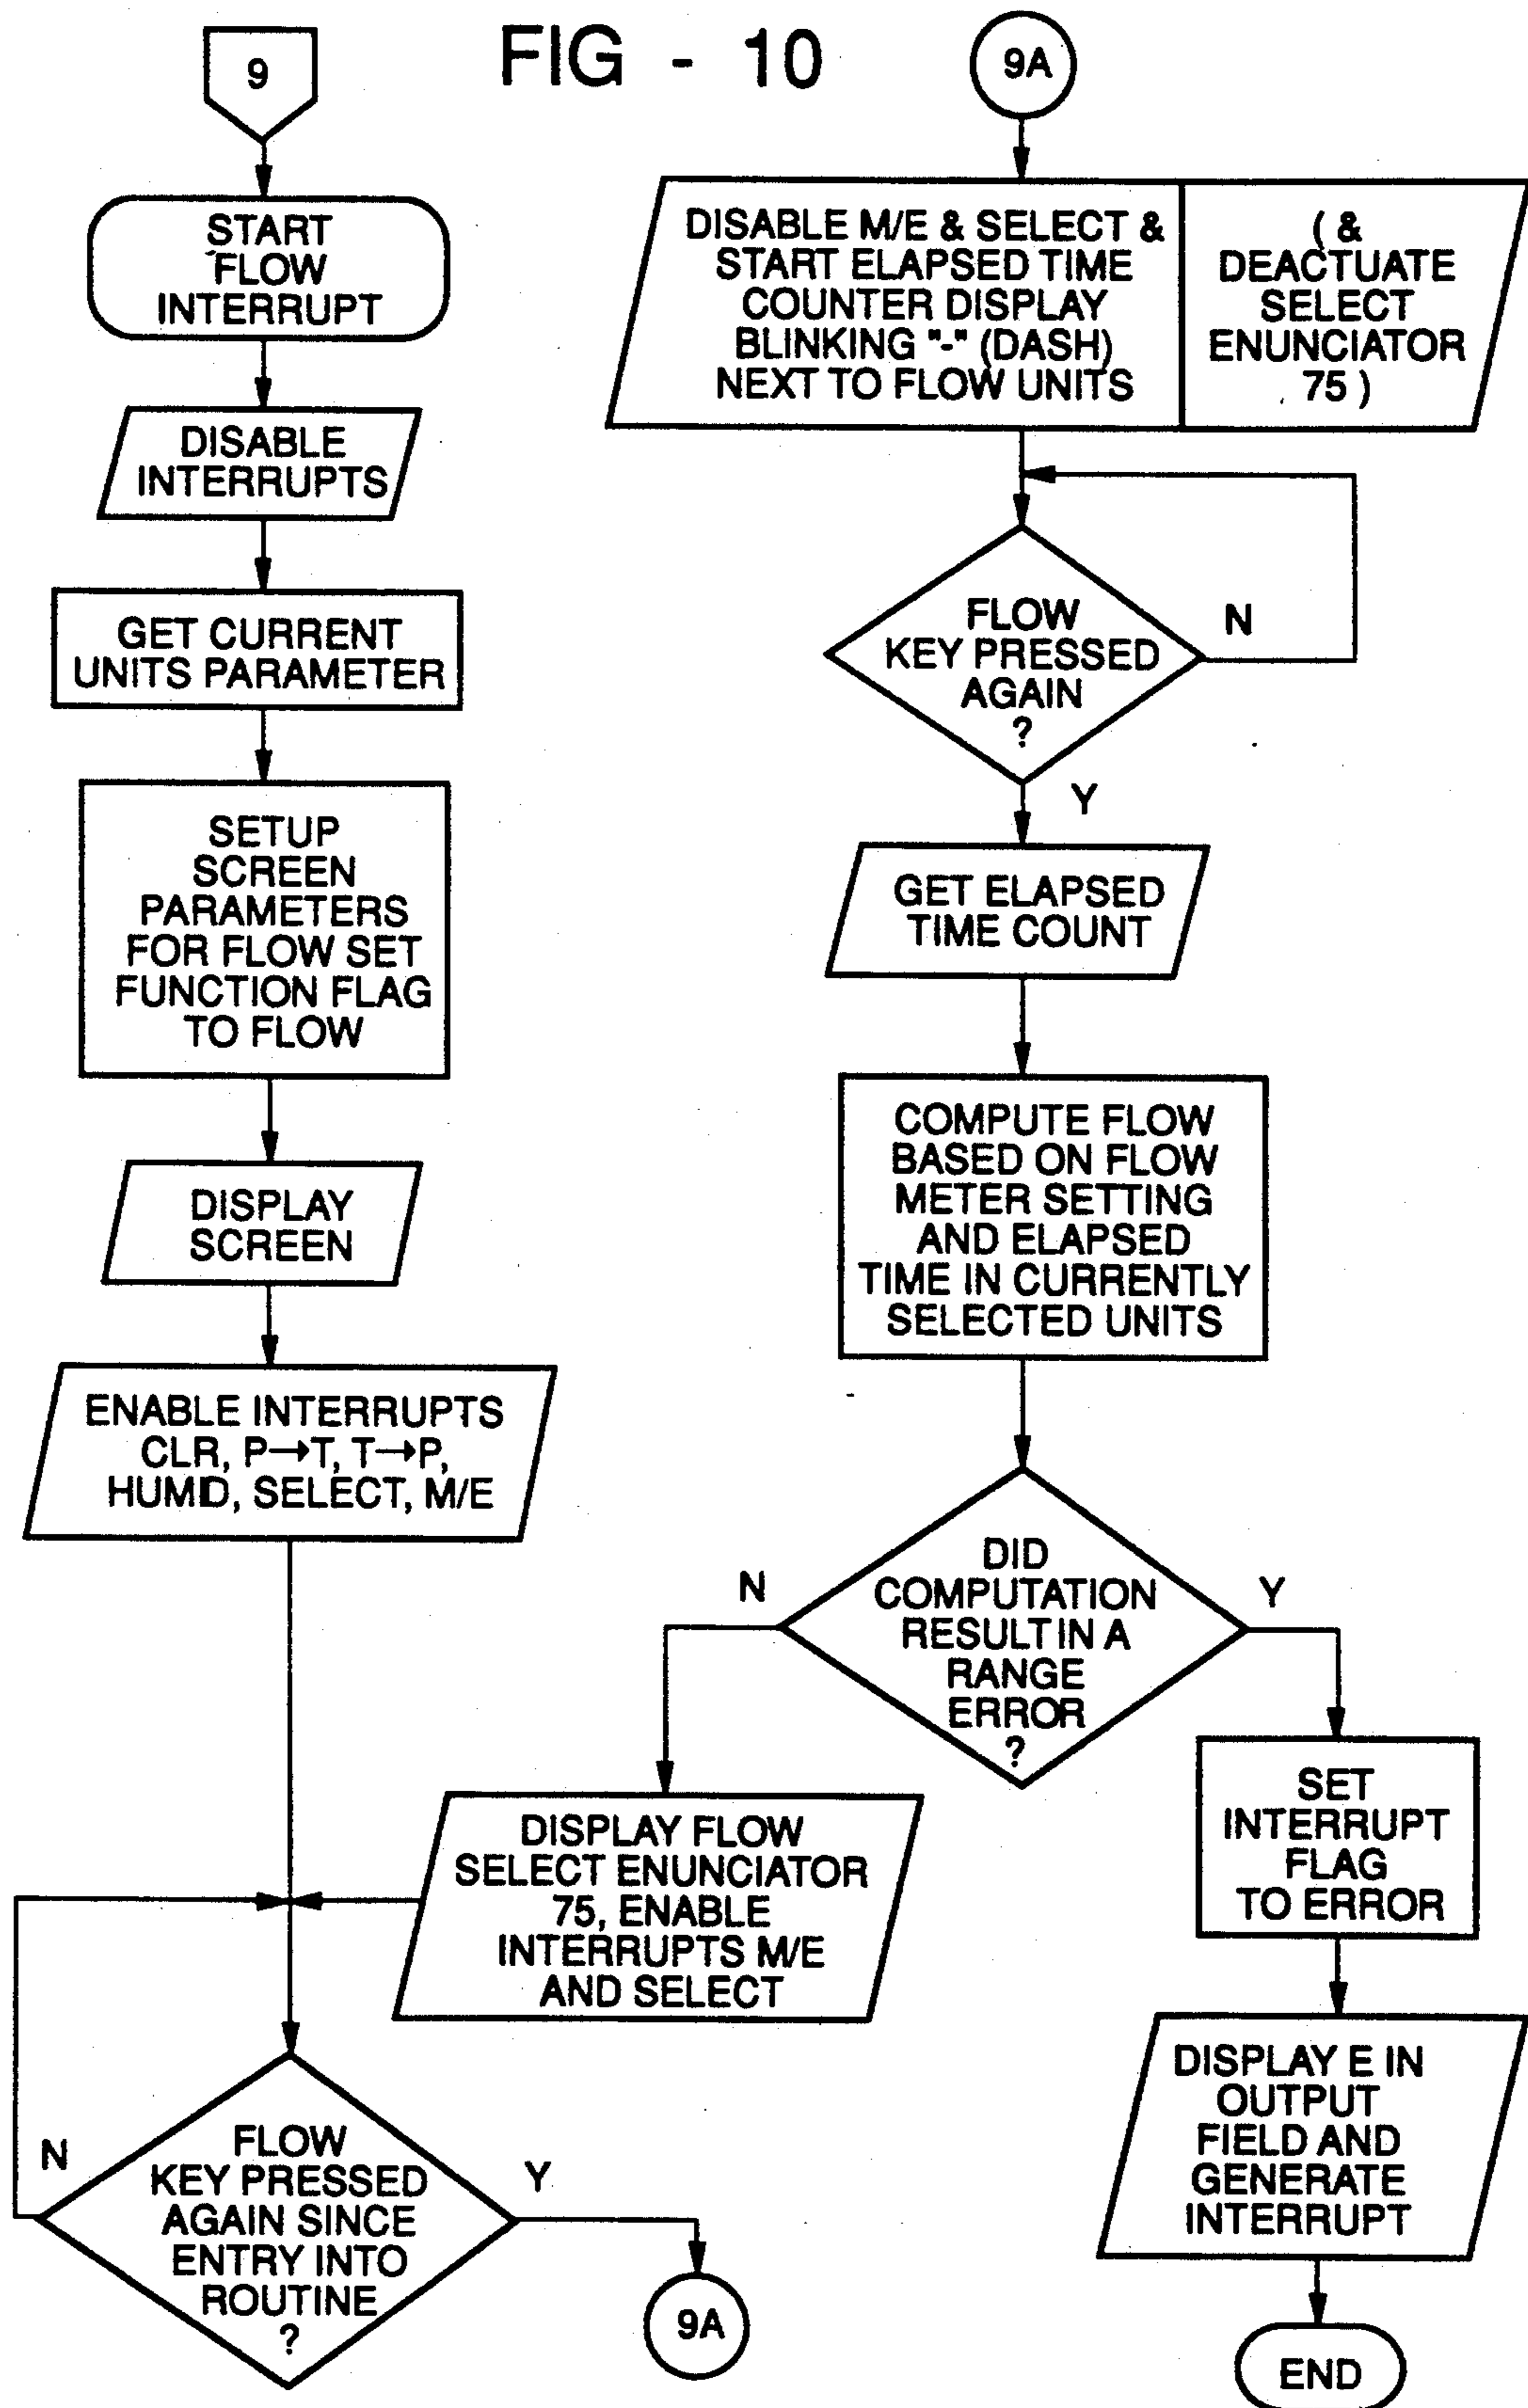 FIG - 10
9
START
FLOW
INTERRUPT
DISABLE
INTERRUPTS
GET CURRENT
UNITS PARAMETER
SETUP
SCREEN
PARAMETERS
FOR FLOW SET
FUNCTION FLAG
TO FLOW
DISPLAY
SCREEN
ENABLE INTERRUPTS
CLR, P→T, T→P,
HUMID, SELECT, M/E
FLOW
KEY PRESSED
AGAIN SINCE
ENTRY INTO
ROUTINE
?
N
Y
9A
9A
DISABLE M/E & SELECT &
START ELAPSED TIME
COUNTER DISPLAY
BLINKING "-" (DASH)
NEXT TO FLOW UNITS
( &
DEACTUATE
SELECT
ENUNCIATOR
75 )
FLOW
KEY PRESSED
AGAIN
?
N
Y
GET ELAPSED
TIME COUNT
COMPUTE FLOW
BASED ON FLOW
METER SETTING
AND ELAPSED
TIME IN CURRENTLY
SELECTED UNITS
DID
COMPUTATION
RESULT IN A
RANGE
ERROR
?
N
Y
DISPLAY FLOW
SELECT ENUNCIATOR
75, ENABLE
INTERRUPTS M/E
AND SELECT
SET
INTERRUPT
FLAG
TO ERROR
DISPLAY E IN
OUTPUT
FIELD AND
GENERATE
INTERRUPT
END